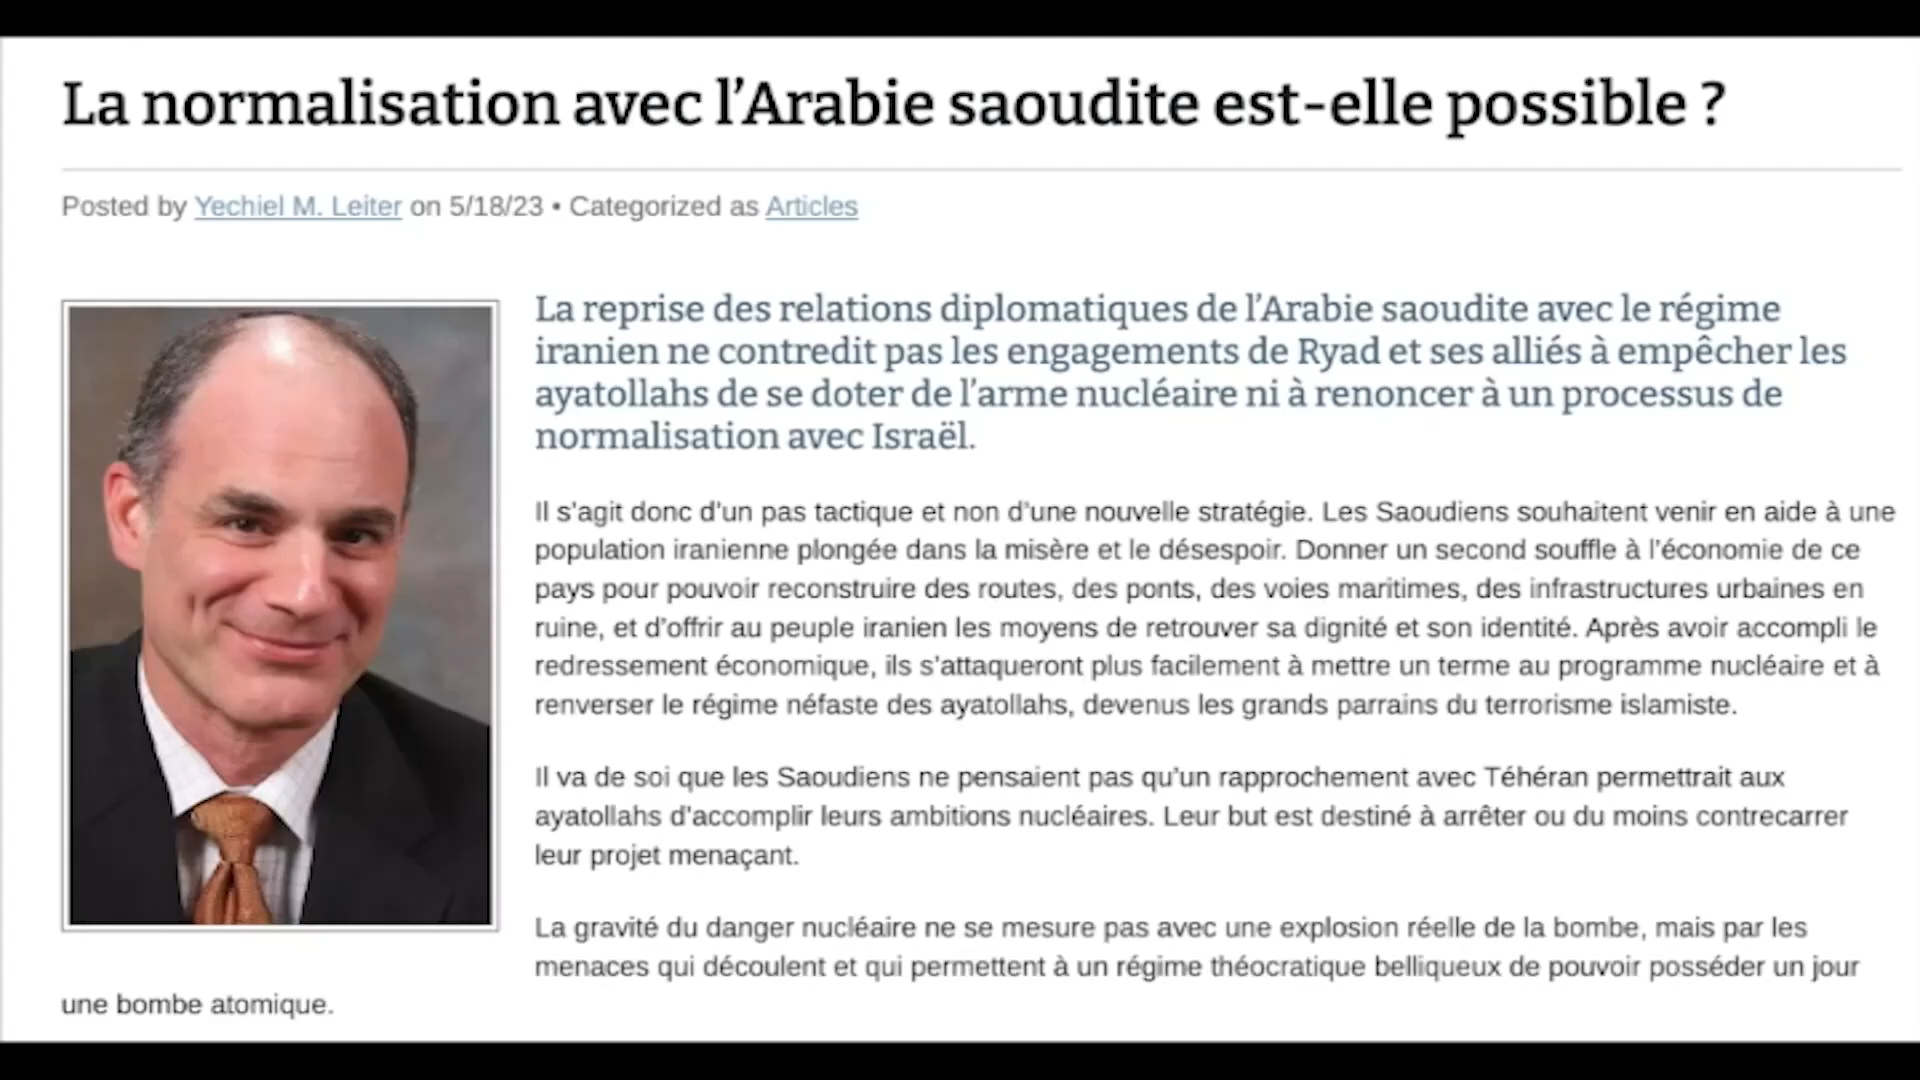 La normalisation avec l’Arabie saoudite est-elle possible ?
Posted by Yechiel M. Leiter on 5/18/23 • Categorized as Articles
La reprise des relations diplomatiques de l’Arabie saoudite avec le régime
iranien ne contredit pas les engagements de Ryad et ses alliés à empêcher les
ayatollahs de se doter de l’arme nucléaire ni à renoncer à un processus de
normalisation avec Israël.
Il s’agit donc d’un pas tactique et non d’une nouvelle stratégie. Les Saoudiens souhaitent venir en aide à une
population iranienne plongée dans la misère et le désespoir. Donner un second souffle à l’économie de ce
pays pour pouvoir reconstruire des routes, des ponts, des voies maritimes, des infrastructures urbaines en
ruine, et d’offrir au peuple iranien les moyens de retrouver sa dignité et son identité. Après avoir accompli le
redressement économique, ils s’attaqueront plus facilement à mettre un terme au programme nucléaire et à
renverser le régime néfaste des ayatollahs, devenus les grands parrains du terrorisme islamiste.
Il va de soi que les Saoudiens ne pensaient pas qu’un rapprochement avec Téhéran permettrait aux
ayatollahs d’accomplir leurs ambitions nucléaires. Leur but est destiné à arrêter ou du moins contrecarrer
leur projet menaçant.
La gravité du danger nucléaire ne se mesure pas avec une explosion réelle de la bombe, mais par les
menaces qui découlent et qui permettent à un régime théocratique belliqueux de pouvoir posséder un jour
une bombe atomique.